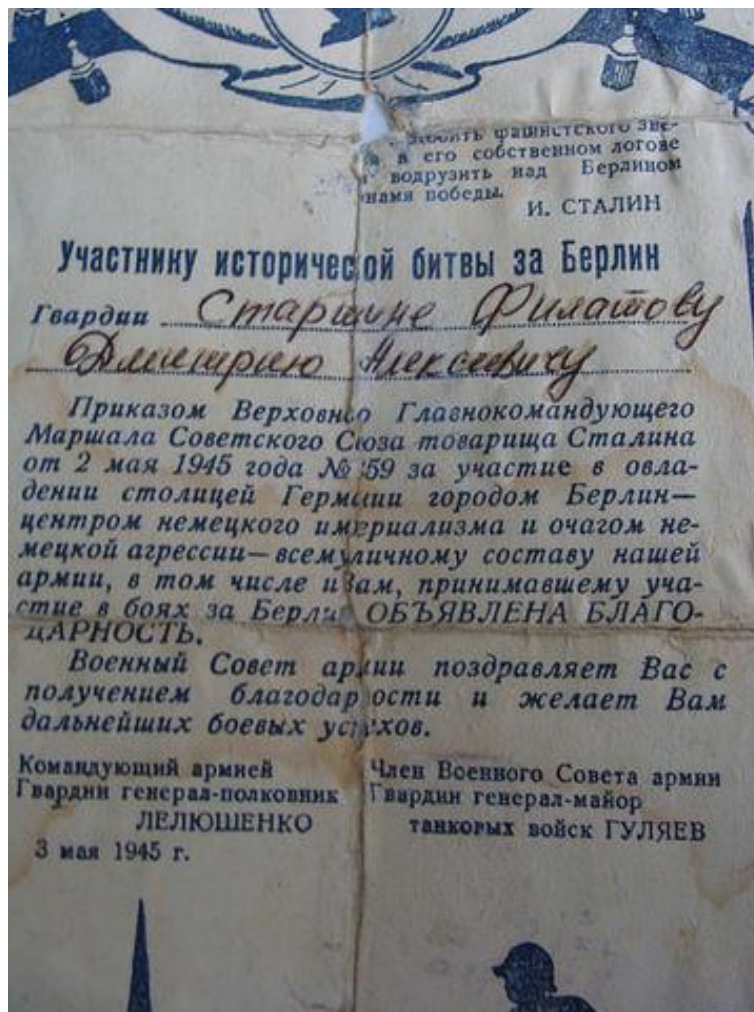 фашистского зве-
в его собственном логове
водрузить над Берлином
знамя победы.
И. СТАЛИН
Участнику исторической битвы за Берлин
Гвардии Старшине Филатову
Дмитрию Алексеевичу
Приказом Верховного Главнокомандующего
Маршала Советского Союза товарища Сталина
от 2 мая 1945 года № 359 за участие в овла-
дении столицей Германии городом Берлин—
центром немецкого империализма и очагом не-
мецкой агрессии—всему личному составу нашей
армии, в том числе и Вам, принимавшему уча-
стие в боях за Берлин ОБЪЯВЛЕНА БЛАГО-
ДАРНОСТЬ.
Военный Совет армии поздравляет Вас с
получением благодарности и желает Вам
дальнейших боевых успехов.
Командующий армией
Гвардии генерал-полковник
ЛЕЛЮШЕНКО
3 мая 1945 г.
Член Военного Совета армии
Гвардии генерал-майор
танковых войск ГУЛЯЕВ